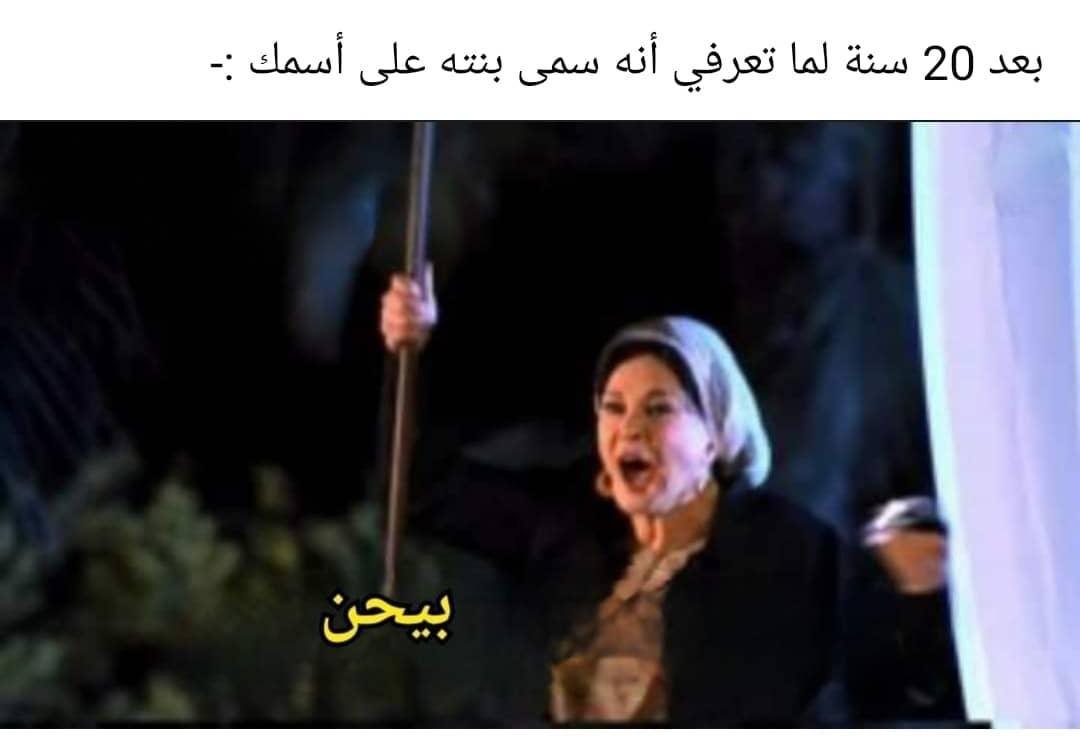 بعد 20 سنة لما تعرفي أنه سمى بنته على أسمك :-
بيحن